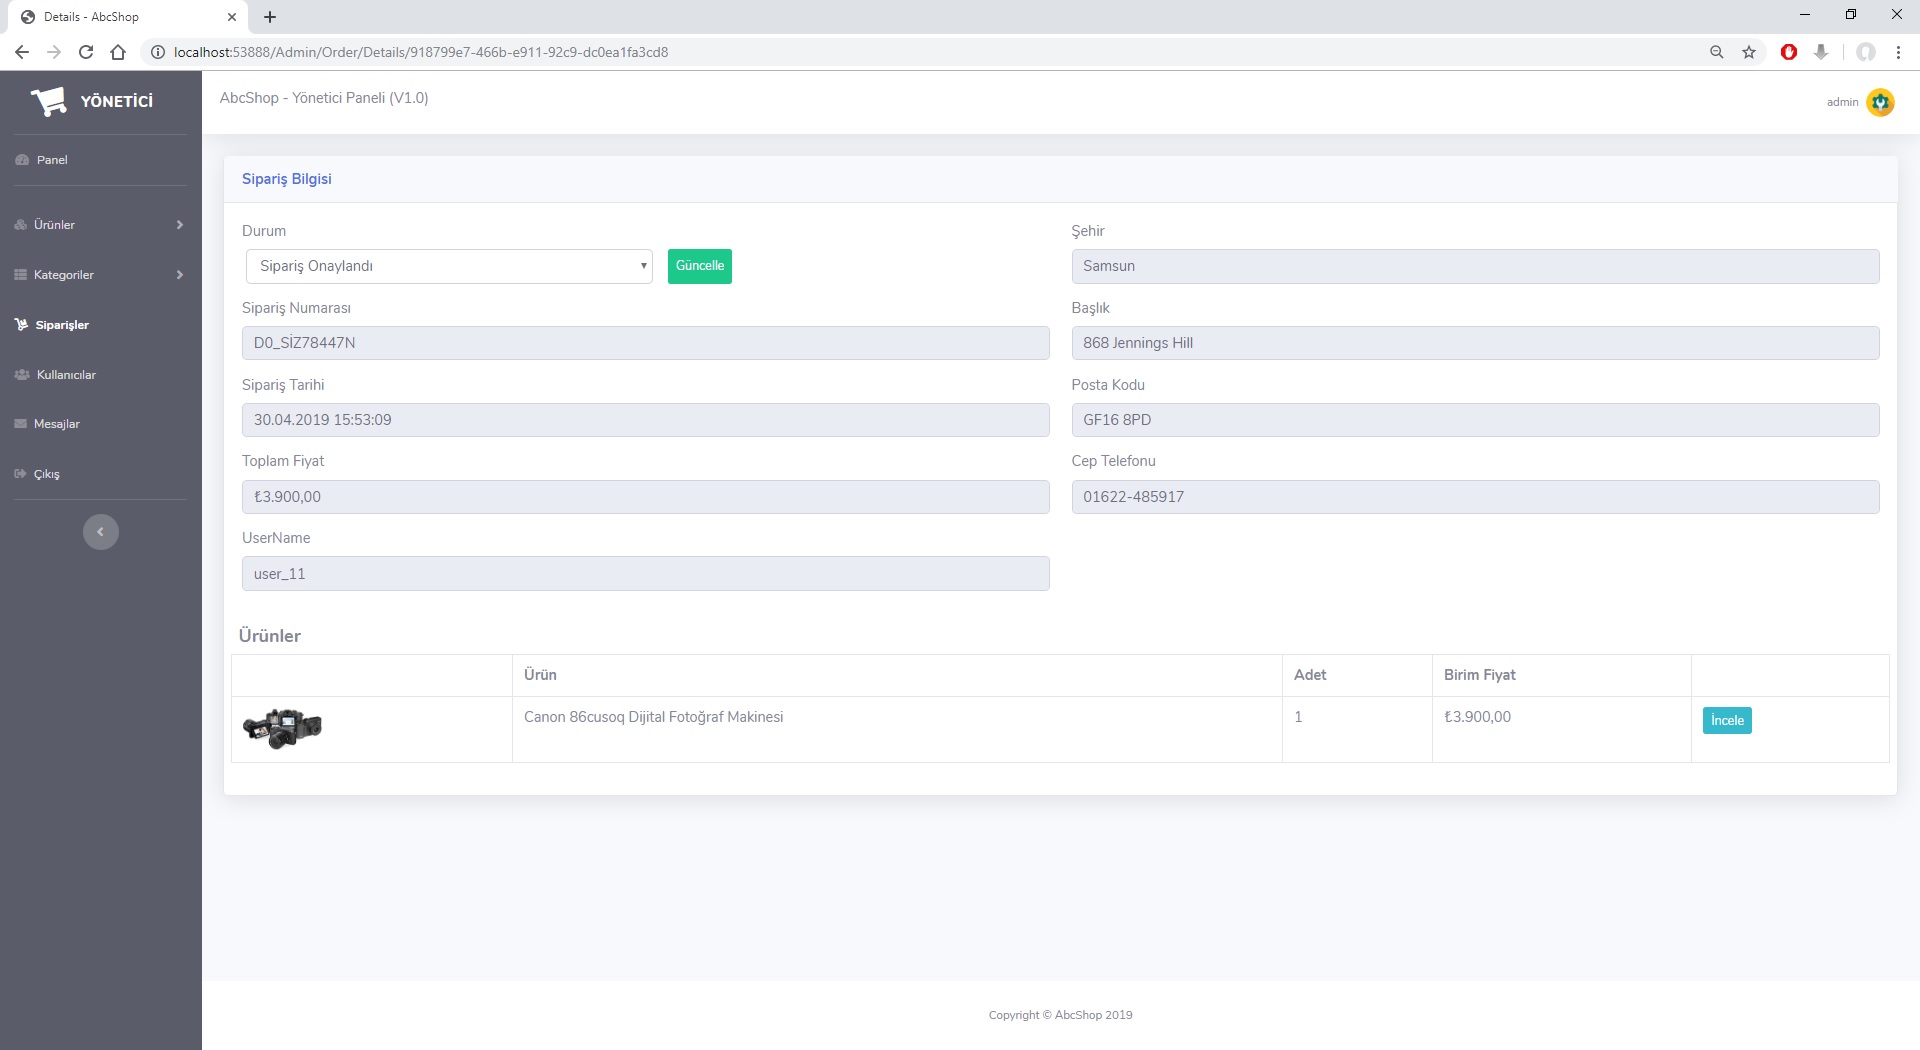 Details - AbcShop
localhost:53888/Admin/Order/Details/918799e7-466b-e911-92c9-dc0ea1fa3cd8
YÖNETİCİ
AbcShop - Yönetici Paneli (V1.0)
admin
Panel
Ürünler
Kategoriler
Siparişler
Kullanıcılar
Mesajlar
Çıkış
Sipariş Bilgisi
Durum
Sipariş Onaylandı
Güncelle
Sipariş Numarası
D0_SİZ78447N
Sipariş Tarihi
30.04.2019 15:53:09
Toplam Fiyat
₺3.900,00
UserName
user_11
Şehir
Samsun
Başlık
868 Jennings Hill
Posta Kodu
GF16 8PD
Cep Telefonu
01622-485917
Ürünler
Ürün Adet Birim Fiyat
Canon 86cusoq Dijital Fotoğraf Makinesi 1 ₺3.900,00 İncele
Copyright © AbcShop 2019